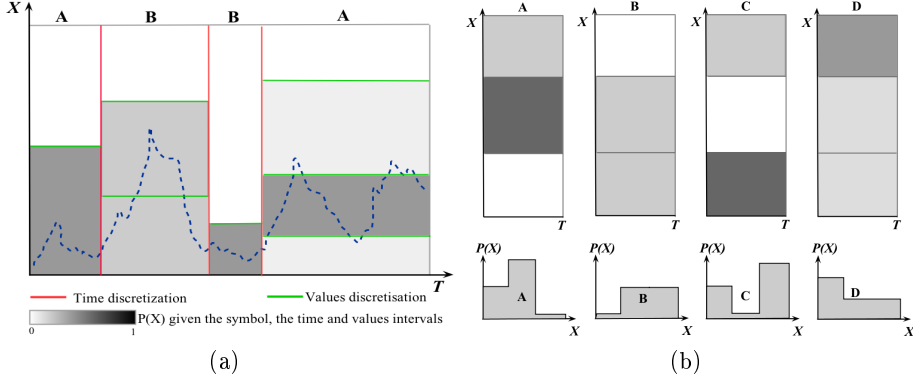 X
A B B A
T
Time discretization Values discretisation
P(X) given the symbol, the time and values intervals
0 1
(a)
A B C D
X X X X
T T T T
P(X) P(X) P(X) P(X)
A B C D
X X X X
(b)